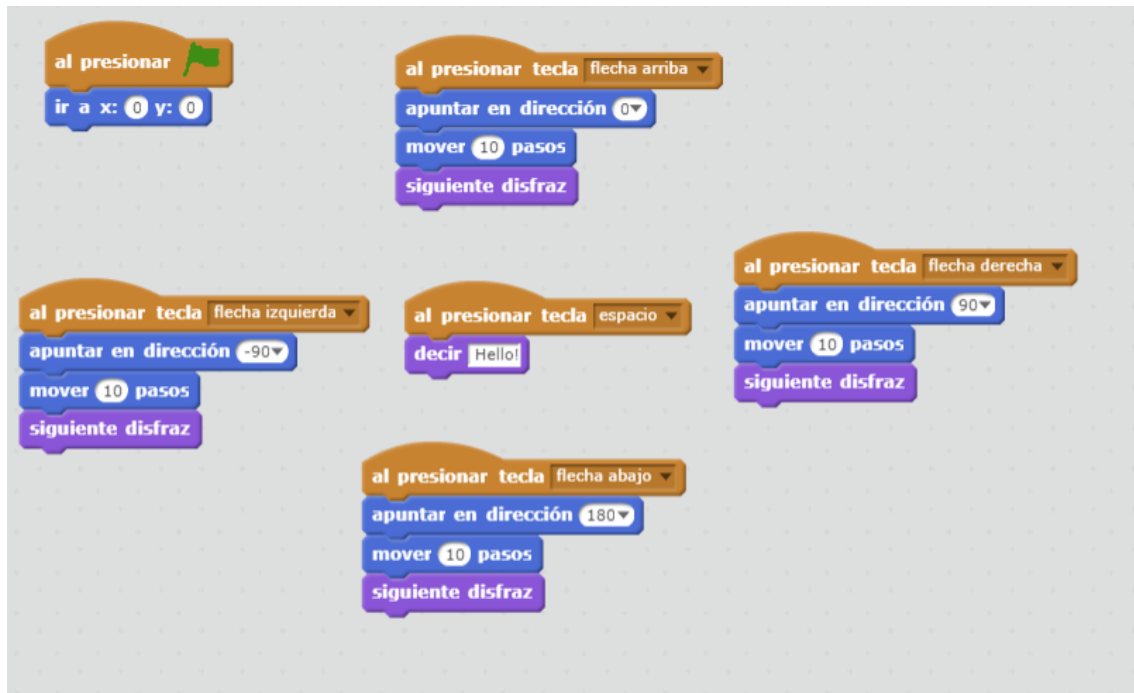 al presionar
ir a x: 0 y: 0
al presionar tecla flecha arriba
apuntar en dirección 0
mover 10 pasos
siguiente disfraz
al presionar tecla flecha izquierda
apuntar en dirección -90
mover 10 pasos
siguiente disfraz
al presionar tecla espacio
decir Hello!
al presionar tecla flecha derecha
apuntar en dirección 90
mover 10 pasos
siguiente disfraz
al presionar tecla flecha abajo
apuntar en dirección 180
mover 10 pasos
siguiente disfraz